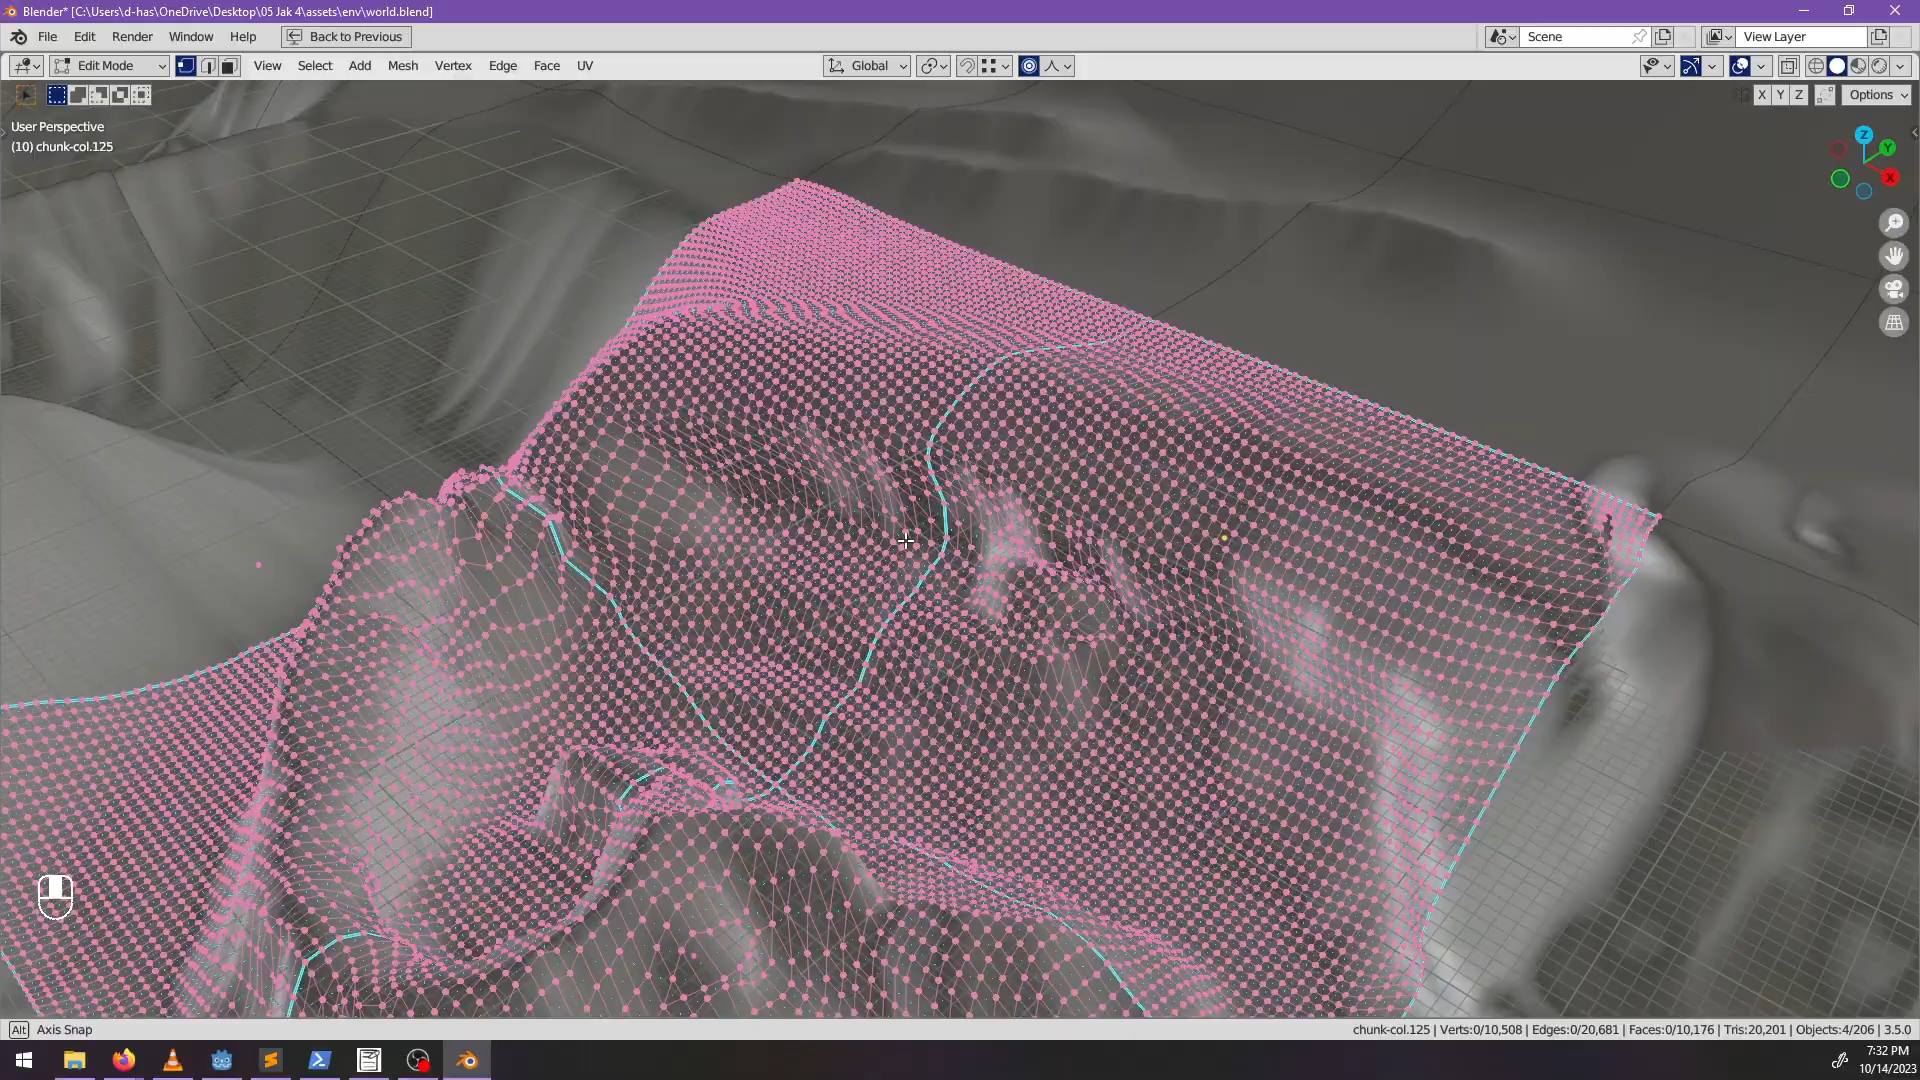 Blender* [C:\Users\d-has\OneDrive\Desktop\05 Jak 4\assets\env\world.blend]
File Edit Render Window Help Back to Previous Scene View Layer
Edit Mode View Select Add Mesh Vertex Edge Face UV Global
X Y Z Options
User Perspective
(10) chunk-col.125
Z
Y
X
Alt Axis Snap chunk-col.125 | Verts:0/10,508 | Edges:0/20,681 | Faces:0/10,176 | Tris:20,201 | Objects:4/206 | 3.5.0
7:32 PM
10/14/2023